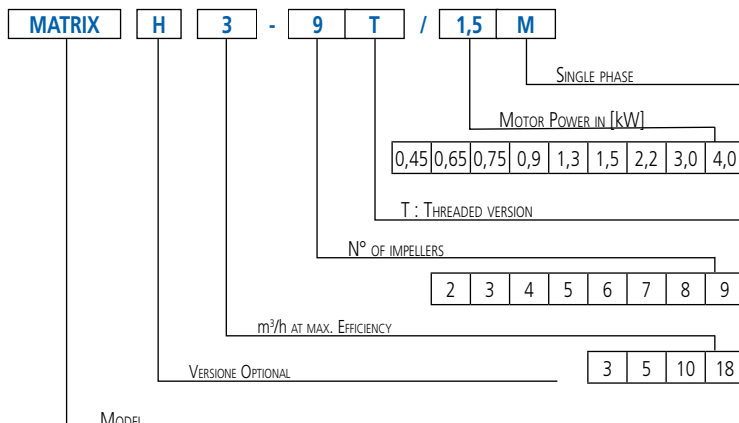 MATRIX H 3 - 9 T / 1,5 M
Single phase
Motor Power in [kW]
0,45 0,65 0,75 0,9 1,3 1,5 2,2 3,0 4,0
T : Threaded version
N° of impellers
2 3 4 5 6 7 8 9
m³/h at max. Efficiency
3 5 10 18
Versione Optional
Model